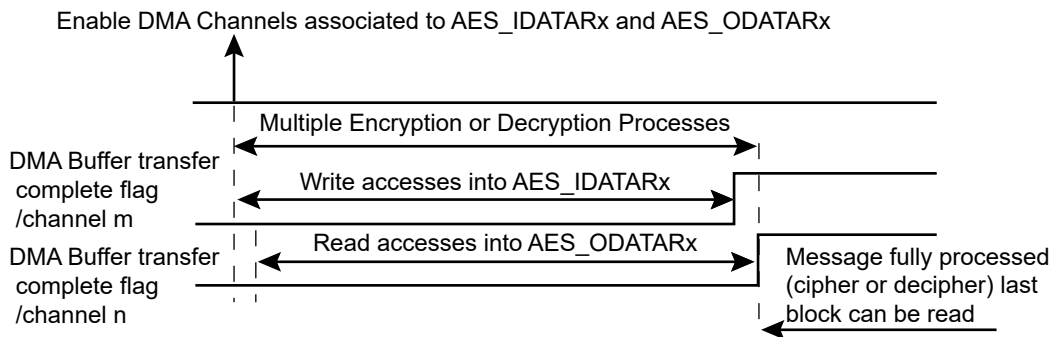 Enable DMA Channels associated to AES_IDATARx and AES_ODATARx
Multiple Encryption or Decryption Processes
DMA Buffer transfer
complete flag
/channel m
Write accesses into AES_IDATARx
Read accesses into AES_ODATARx
DMA Buffer transfer
complete flag
/channel n
Message fully processed
(cipher or decipher) last
block can be read